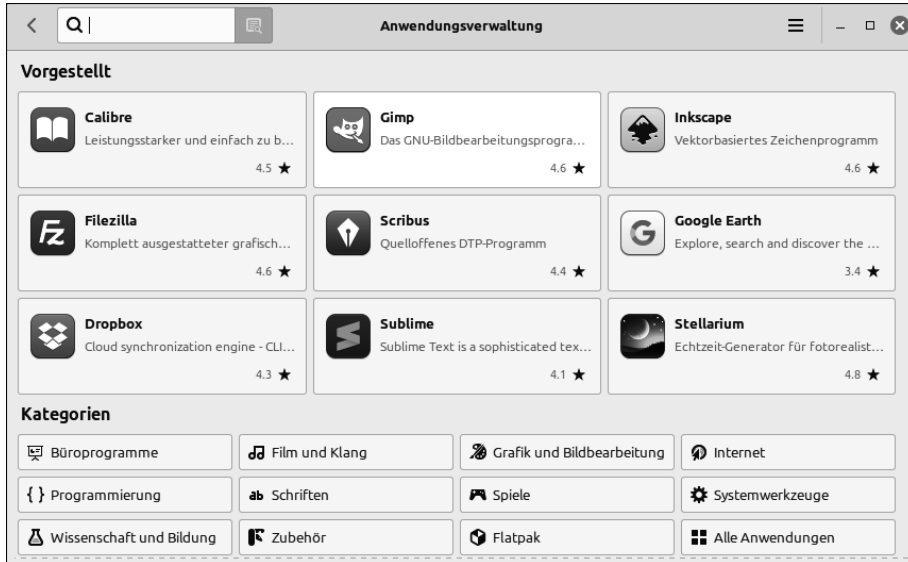 Anwendungsverwaltung
Vorgestellt
Calibre
Leistungsstarker und einfach zu b...
4.5 ★
Gimp
Das GNU-Bildbearbeitungsprogra...
4.6 ★
Inkscape
Vektorbasiertes Zeichenprogramm
4.6 ★
Filezilla
Komplett ausgestatteter grafisch...
4.6 ★
Scribus
Quelloffenes DTP-Programm
4.4 ★
Google Earth
Explore, search and discover the ...
3.4 ★
Dropbox
Cloud synchronization engine - CLI...
4.3 ★
Sublime
Sublime Text is a sophisticated tex...
4.1 ★
Stellarium
Echtzeit-Generator für fotorealist...
4.8 ★
Kategorien
Büroprogramme
Film und Klang
Grafik und Bildbearbeitung
Internet
{ } Programmierung
ab Schriften
Spiele
Systemwerkzeuge
Wissenschaft und Bildung
Zubehör
Flatpak
Alle Anwendungen